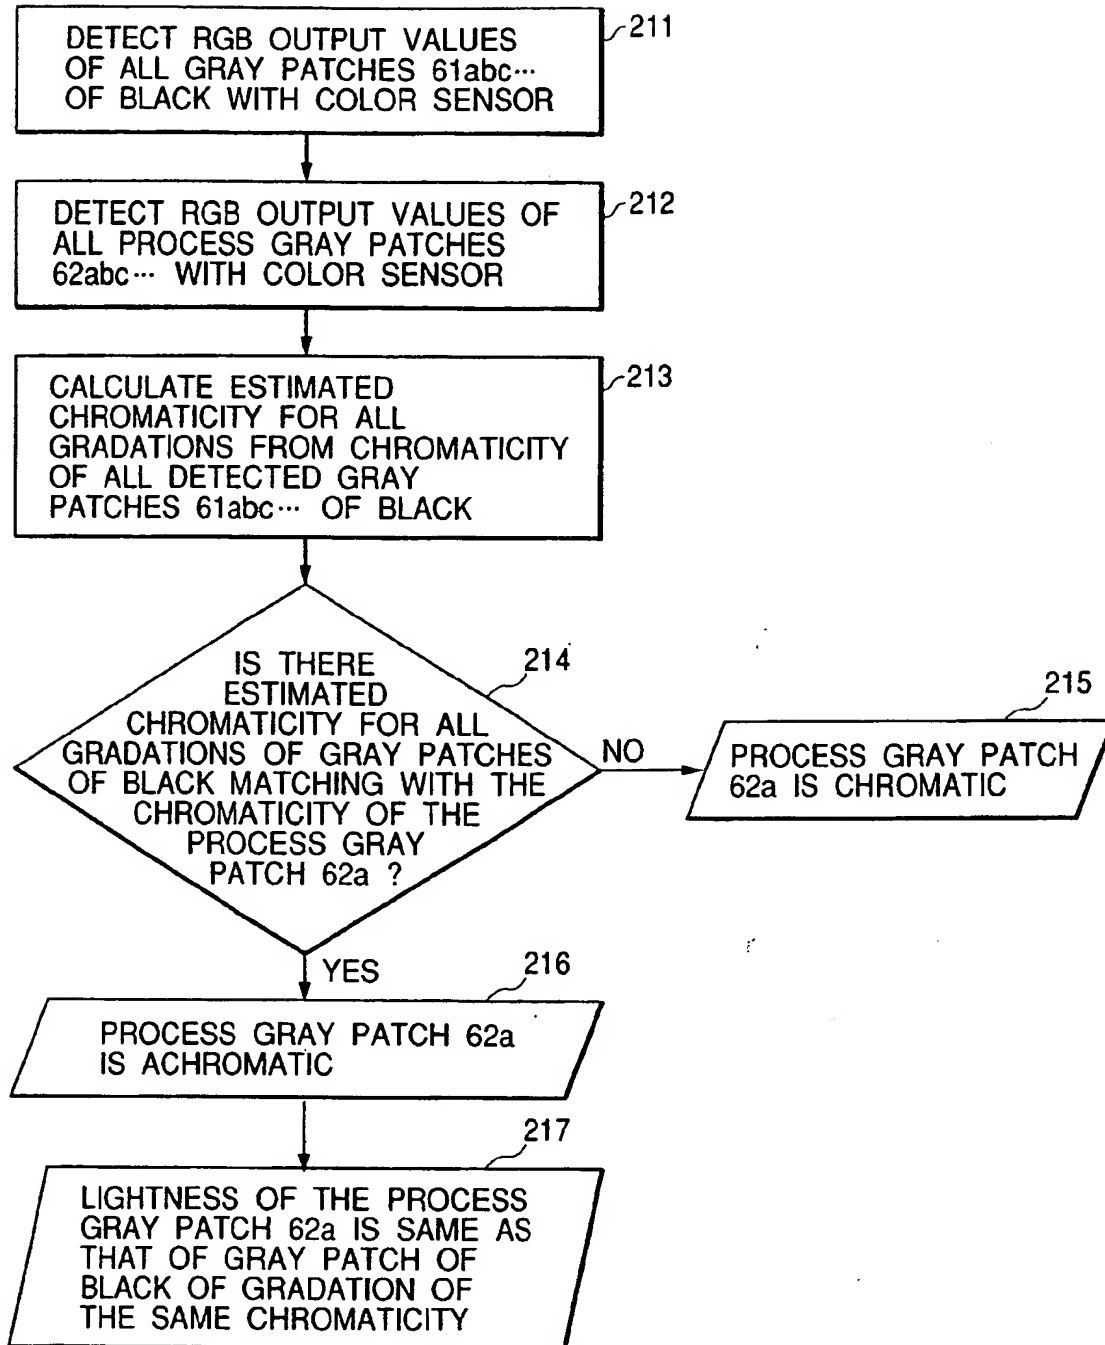 DETECT RGB OUTPUT VALUES
OF ALL GRAY PATCHES 61abc···
OF BLACK WITH COLOR SENSOR
211
DETECT RGB OUTPUT VALUES OF
ALL PROCESS GRAY PATCHES
62abc··· WITH COLOR SENSOR
212
CALCULATE ESTIMATED
CHROMATICITY FOR ALL
GRADATIONS FROM CHROMATICITY
OF ALL DETECTED GRAY
PATCHES 61abc··· OF BLACK
213
IS THERE
ESTIMATED
CHROMATICITY FOR ALL
GRADATIONS OF GRAY PATCHES
OF BLACK MATCHING WITH THE
CHROMATICITY OF THE
PROCESS GRAY
PATCH 62a ?
214
NO
215
PROCESS GRAY PATCH
62a IS CHROMATIC
YES
216
PROCESS GRAY PATCH 62a
IS ACHROMATIC
217
LIGHTNESS OF THE PROCESS
GRAY PATCH 62a IS SAME AS
THAT OF GRAY PATCH OF
BLACK OF GRADATION OF
THE SAME CHROMATICITY